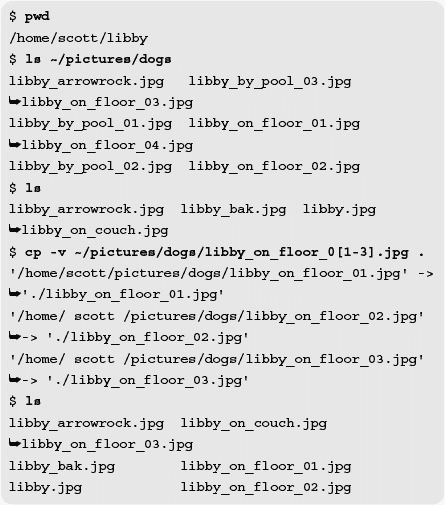 $ pwd
/home/scott/libby
$ ls ~/pictures/dogs
libby_arrowrock.jpg   libby_by_pool_03.jpg
➥libby_on_floor_03.jpg
libby_by_pool_01.jpg  libby_on_floor_01.jpg
➥libby_on_floor_04.jpg
libby_by_pool_02.jpg  libby_on_floor_02.jpg
$ ls
libby_arrowrock.jpg  libby_bak.jpg  libby.jpg
➥libby_on_couch.jpg
$ cp -v ~/pictures/dogs/libby_on_floor_0[1-3].jpg .
'/home/scott/pictures/dogs/libby_on_floor_01.jpg' ->
➥'./libby_on_floor_01.jpg'
'/home/ scott /pictures/dogs/libby_on_floor_02.jpg'
➥-> './libby_on_floor_02.jpg'
'/home/ scott /pictures/dogs/libby_on_floor_03.jpg'
➥-> './libby_on_floor_03.jpg'
$ ls
libby_arrowrock.jpg  libby_on_couch.jpg
➥libby_on_floor_03.jpg
libby_bak.jpg        libby_on_floor_01.jpg
libby.jpg            libby_on_floor_02.jpg